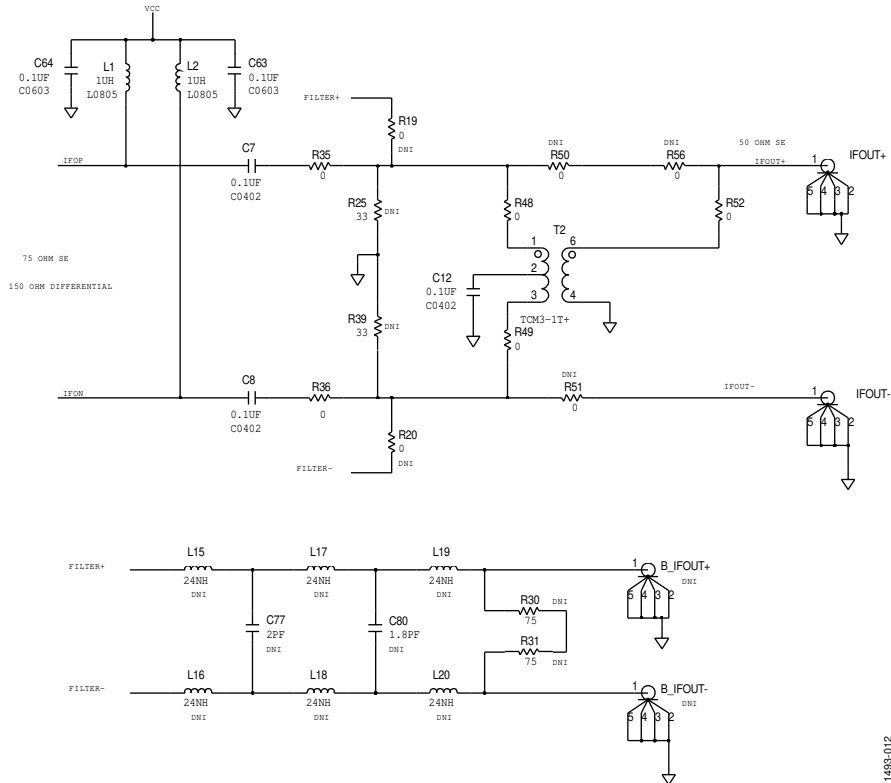 VCC
C64
0.1UF
C0603
L1
1UH
L0805
L2
1UH
L0805
C63
0.1UF
C0603
FILTER+
R19
0
DNI
IFOP
C7
0.1UF
C0402
R35
0
DNI
R50
0
DNI
R56
0
50 OHM SE
IFOUT+
1
IFOUT+
5 4 3 2
R25
33
DNI
R48
0
R52
0
T2
1
2
3
6
4
TCM3-1T+
75 OHM SE
150 OHM DIFFERENTIAL
C12
0.1UF
C0402
R39
33
DNI
R49
0
IFON
C8
0.1UF
C0402
R36
0
DNI
R51
0
IFOUT-
1
IFOUT-
5 4 3 2
R20
0
DNI
FILTER-
FILTER+
L15
24NH
DNI
L17
24NH
DNI
L19
24NH
DNI
1
B_IFOUT+
DNI
5 4 3 2
C77
2PF
DNI
C80
1.8PF
DNI
R30
75
DNI
R31
75
DNI
FILTER-
L16
24NH
DNI
L18
24NH
DNI
L20
24NH
DNI
1
B_IFOUT-
DNI
5 4 3 2
1493-012